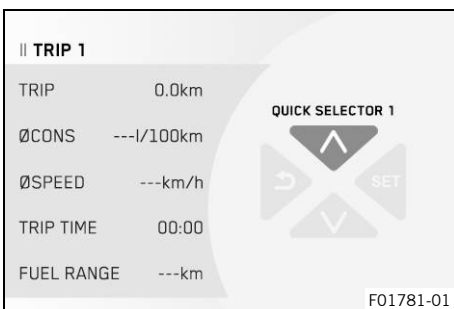 || TRIP 1
TRIP 0.0km
ØCONS ---l/100km
ØSPEED ---km/h
TRIP TIME 00:00
FUEL RANGE ---km
QUICK SELECTOR 1
SET
F01781-01